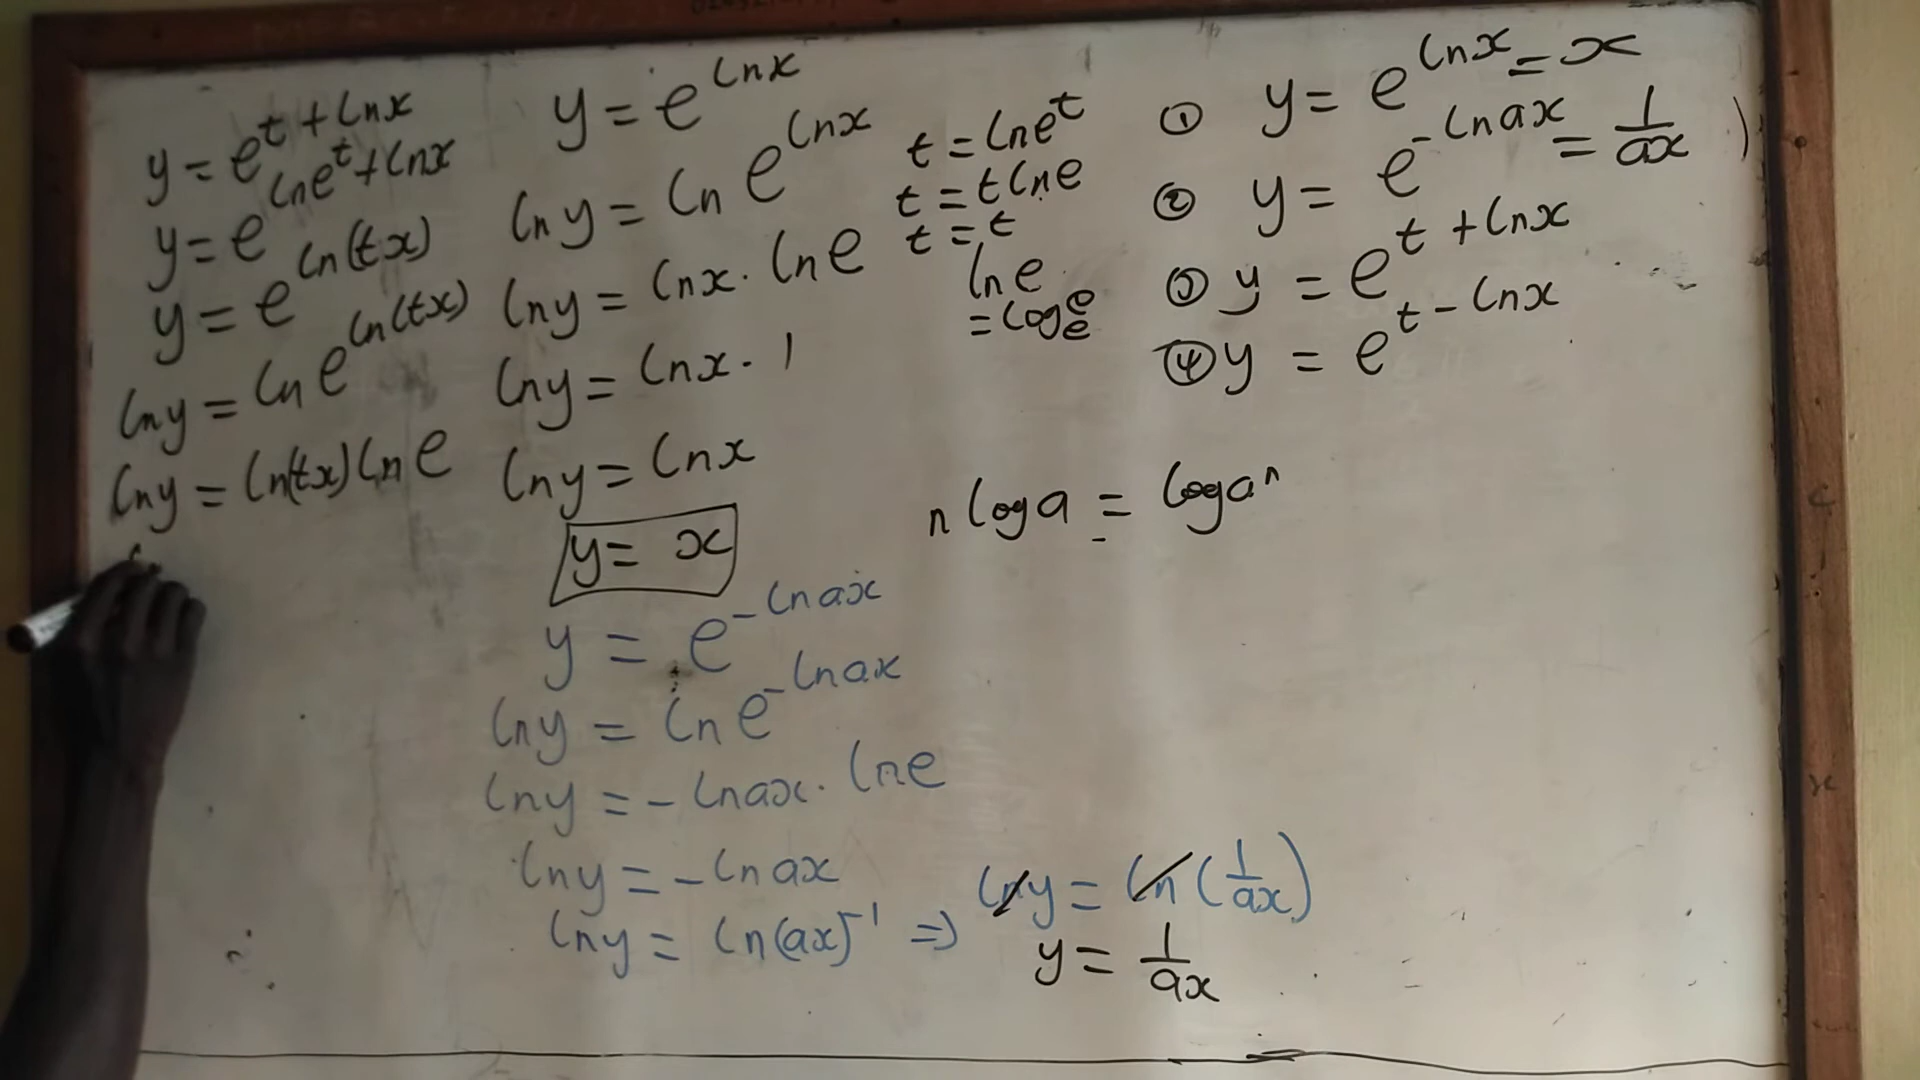 y = e^{t + lnx}
y = e^{lne^t + lnx}
y = e^{ln(tx)}
lny = ln e^{ln(tx)}
lny = ln(tx) ln e
y = e^{lnx}
lny = ln e^{lnx}
lny = lnx . ln e
lny = lnx . 1
lny = lnx
y = x
y = e^{-lnax}
lny = ln e^{-lnax}
lny = -lnax . lne
lny = -lnax
lny = ln(ax)^{-1} => lny = ln(1/ax)
y = 1/ax
t = lne^t
t = tlne
t = t
lne
= log_e e
① y = e^{lnx} = x
② y = e^{-lnax} = 1/ax )
③ y = e^{t + lnx}
④ y = e^{t - lnx}
n log a = log a^n